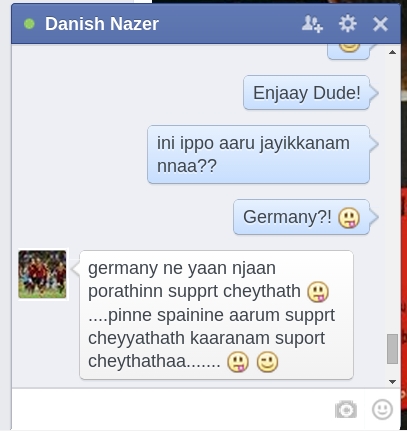 Danish Nazer
Enjaay Dude!
ini ippo aaru jayikkanam
nnaa??
Germany?! 😜
germany ne yaan njaan
porathinn supprt cheythath 😜
....pinne spainine aarum supprt
cheyyathath kaaranam suport
cheythathaa....... 😜 😉